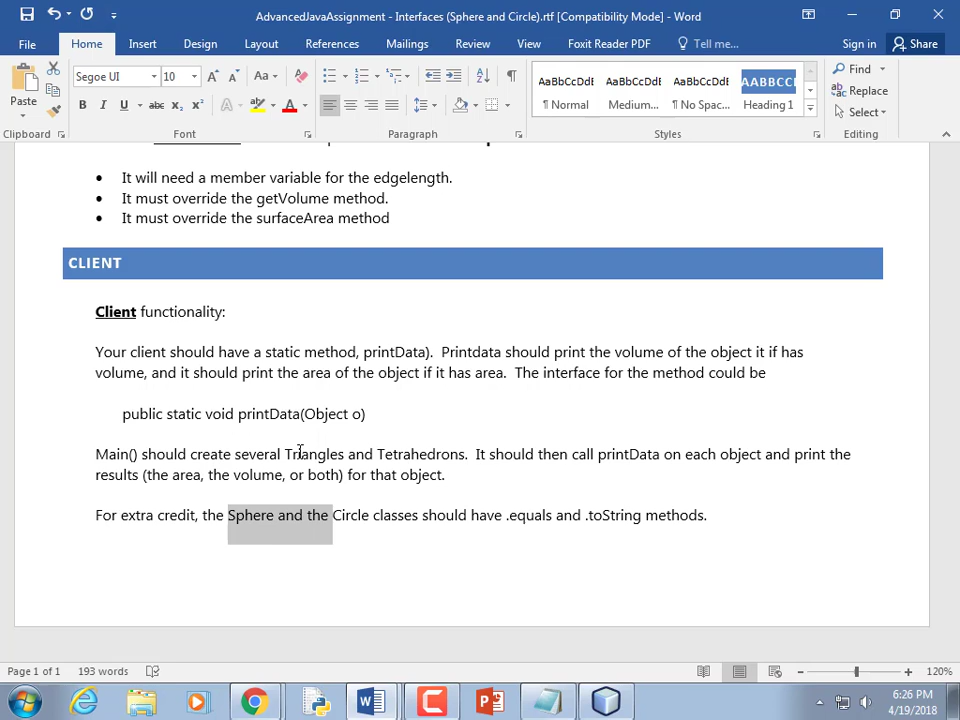 AdvancedJavaAssignment - Interfaces (Sphere and Circle).rtf [Compatibility Mode] - Word
File Home Insert Design Layout References Mailings Review View Foxit Reader PDF Tell me... Sign in Share
Segoe UI 10 Aa
AaBbCcDdE AaBbCcDdE AaBbCcDdE AABBCCI
Find
Paste
B I U abc x₂ x² A A
¶ Normal Medium... ¶ No Spac... Heading 1
Replace
Select
Clipboard Font Paragraph Styles Editing
• It will need a member variable for the edgelength.
• It must override the getVolume method.
• It must override the surfaceArea method
CLIENT
Client functionality:
Your client should have a static method, printData). Printdata should print the volume of the object it if has
volume, and it should print the area of the object if it has area. The interface for the method could be
public static void printData(Object o)
Main() should create several Triangles and Tetrahedrons. It should then call printData on each object and print the
results (the area, the volume, or both) for that object.
For extra credit, the Sphere and the Circle classes should have .equals and .toString methods.
Page 1 of 1 193 words 120%
6:26 PM
4/19/2018